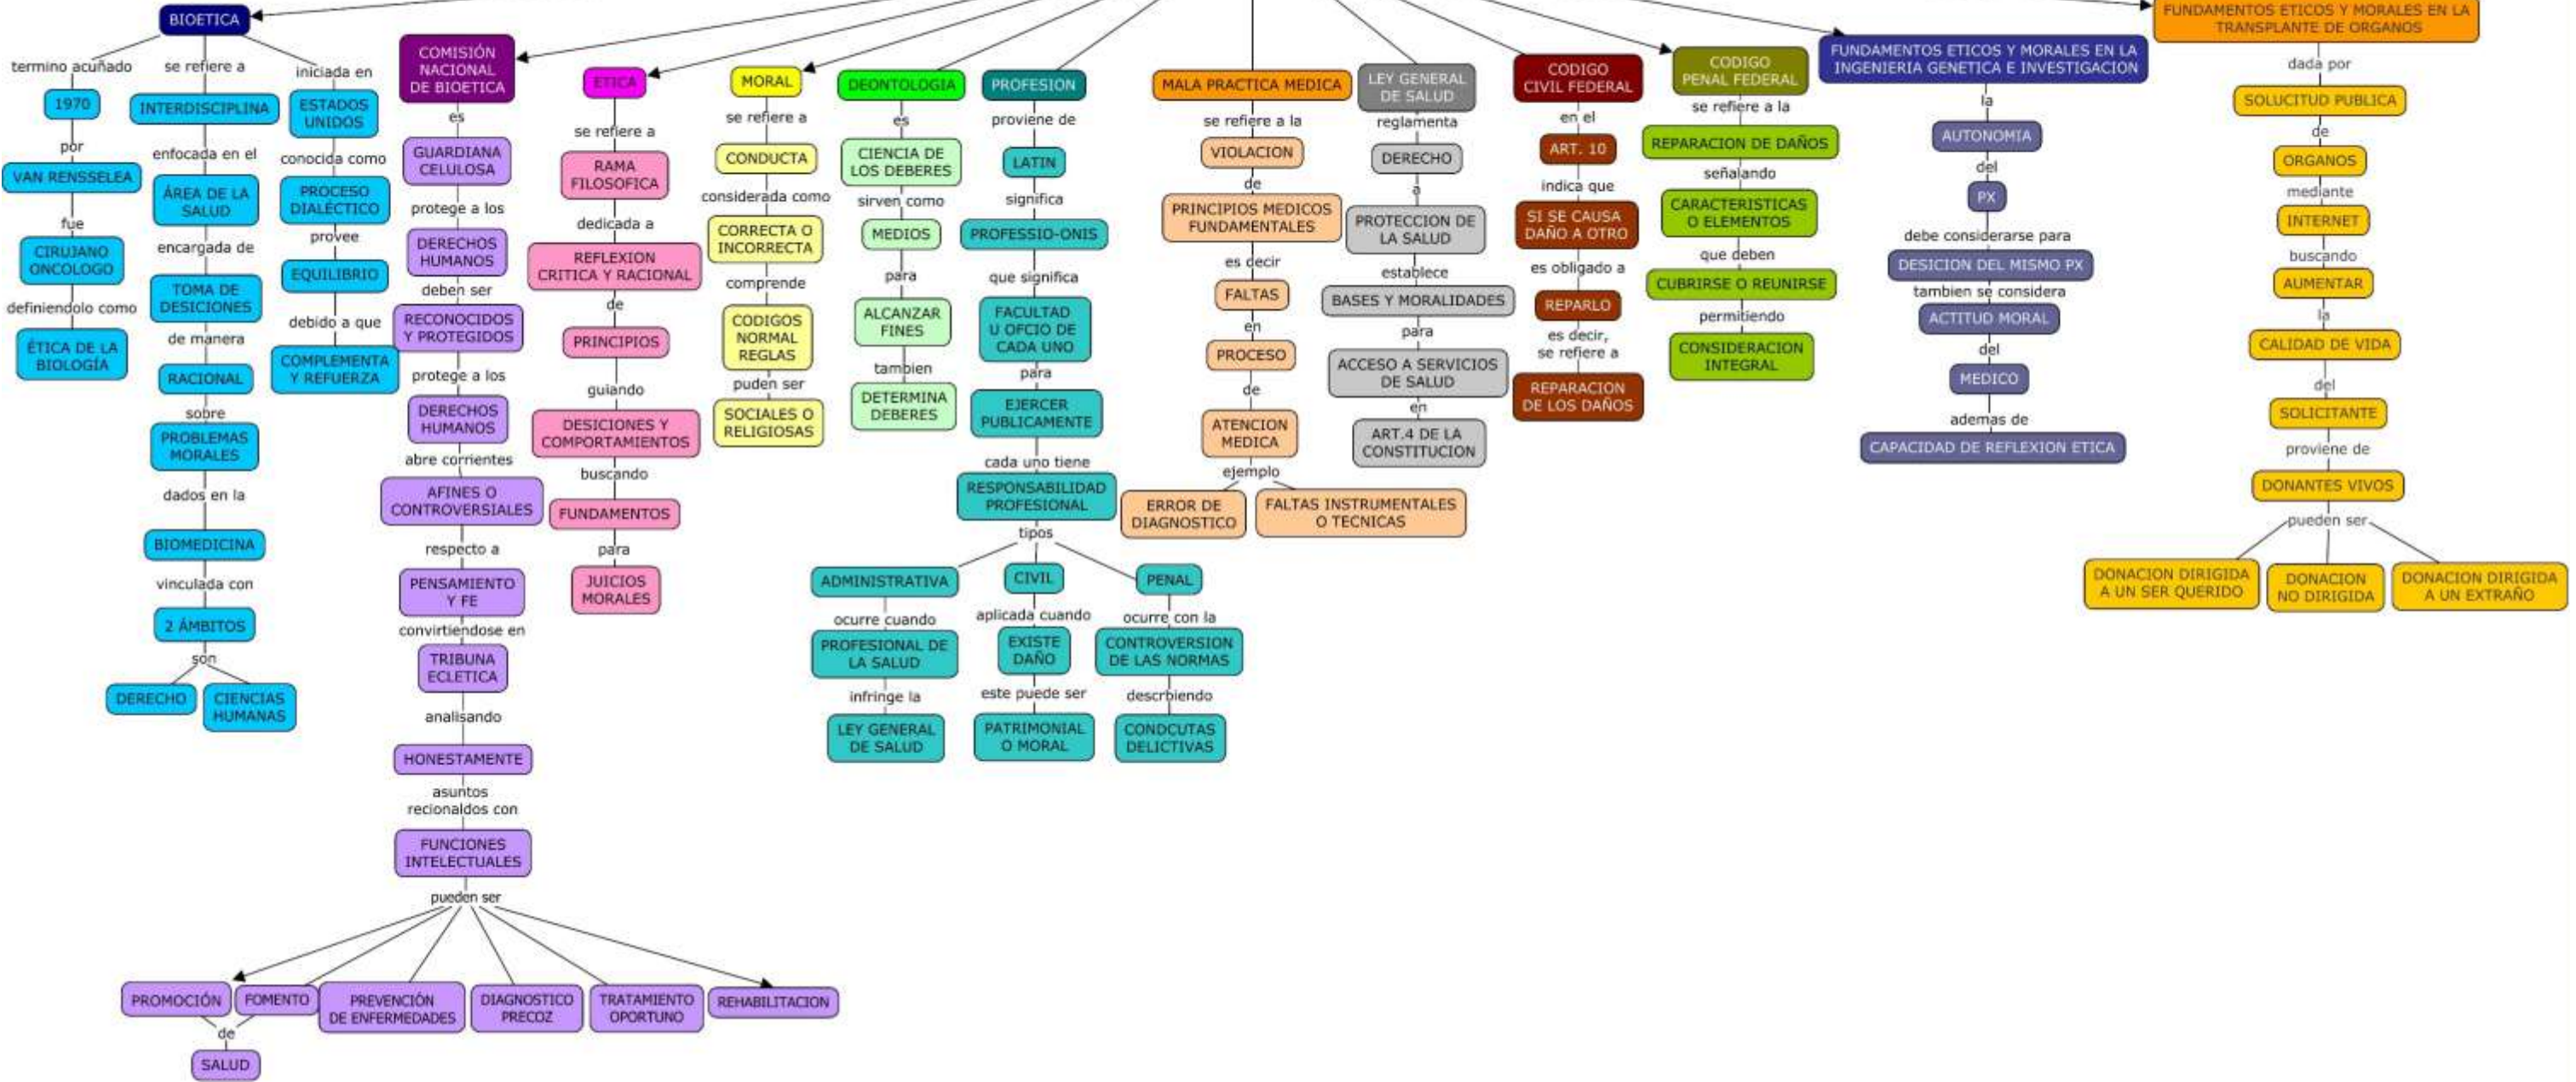 BIOETICA
termino acuñado
1970
por
VAN RENSSELEA
fue
CIRUJANO
ONCOLOGO
definiendolo como
ÉTICA DE LA
BIOLOGÍA
se refiere a
INTERDISCIPLINA
enfocada en el
ÁREA DE LA
SALUD
encargada de
TOMA DE
DESICIONES
de manera
RACIONAL
sobre
PROBLEMAS
MORALES
dados en la
BIOMEDICINA
vinculada con
2 ÁMBITOS
son
DERECHO
CIENCIAS
HUMANAS
iniciada en
ESTADOS
UNIDOS
conocida como
PROCESO
DIALÉCTICO
provee
EQUILIBRIO
debido a que
COMPLEMENTA
Y REFUERZA
COMISIÓN
NACIONAL
DE BIOETICA
es
GUARDIANA
CELULOSA
protege a los
DERECHOS
HUMANOS
deben ser
RECONOCIDOS
Y PROTEGIDOS
protege a los
DERECHOS
HUMANOS
abre corrientes
AFINES O
CONTROVERSIALES
respecto a
PENSAMIENTO
Y FE
convirtiendose en
TRIBUNA
ECLETICA
analisando
HONESTAMENTE
asuntos
recionaldos con
FUNCIONES
INTELECTUALES
pueden ser
PROMOCIÓN
FOMENTO
de
SALUD
PREVENCIÓN
DE ENFERMEDADES
DIAGNOSTICO
PRECOZ
TRATAMIENTO
OPORTUNO
REHABILITACION
ETICA
se refiere a
RAMA
FILOSOFICA
dedicada a
REFLEXION
CRITICA Y RACIONAL
de
PRINCIPIOS
guiando
DESICIONES Y
COMPORTAMIENTOS
buscando
FUNDAMENTOS
para
JUICIOS
MORALES
MORAL
se refiere a
CONDUCTA
considerada como
CORRECTA O
INCORRECTA
comprende
CODIGOS
NORMAL
REGLAS
puden ser
SOCIALES O
RELIGIOSAS
DEONTOLOGIA
es
CIENCIA DE
LOS DEBERES
sirven como
MEDIOS
para
ALCANZAR
FINES
tambien
DETERMINA
DEBERES
PROFESION
proviene de
LATIN
significa
PROFESSIO-ONIS
que significa
FACULTAD
U OFCIO DE
CADA UNO
para
EJERCER
PUBLICAMENTE
cada uno tiene
RESPONSABILIDAD
PROFESIONAL
tipos
ADMINISTRATIVA
ocurre cuando
PROFESIONAL DE
LA SALUD
infringe la
LEY GENERAL
DE SALUD
CIVIL
aplicada cuando
EXISTE
DAÑO
este puede ser
PATRIMONIAL
O MORAL
PENAL
ocurre con la
CONTROVERSION
DE LAS NORMAS
descrbiendo
CONDCUTAS
DELICTIVAS
MALA PRACTICA MEDICA
se refiere a la
VIOLACION
de
PRINCIPIOS MEDICOS
FUNDAMENTALES
es decir
FALTAS
en
PROCESO
de
ATENCION
MEDICA
ejemplo
ERROR DE
DIAGNOSTICO
FALTAS INSTRUMENTALES
O TECNICAS
LEY GENERAL
DE SALUD
reglamenta
DERECHO
a
PROTECCION DE
LA SALUD
establece
BASES Y MORALIDADES
para
ACCESO A SERVICIOS
DE SALUD
en
ART.4 DE LA
CONSTITUCION
CODIGO
CIVIL FEDERAL
en el
ART. 10
indica que
SI SE CAUSA
DAÑO A OTRO
es obligado a
REPARLO
es decir,
se refiere a
REPARACION
DE LOS DAÑOS
CODIGO
PENAL FEDERAL
se refiere a la
REPARACION DE DAÑOS
señalando
CARACTERISTICAS
O ELEMENTOS
que deben
CUBRIRSE O REUNIRSE
permitiendo
CONSIDERACION
INTEGRAL
FUNDAMENTOS ETICOS Y MORALES EN LA
INGENIERIA GENETICA E INVESTIGACION
la
AUTONOMIA
del
PX
debe considerarse para
DESICION DEL MISMO PX
tambien se considera
ACTITUD MORAL
del
MEDICO
ademas de
CAPACIDAD DE REFLEXION ETICA
FUNDAMENTOS ETICOS Y MORALES EN LA
TRANSPLANTE DE ORGANOS
dada por
SOLUCITUD PUBLICA
de
ORGANOS
mediante
INTERNET
buscando
AUMENTAR
la
CALIDAD DE VIDA
del
SOLICITANTE
proviene de
DONANTES VIVOS
pueden ser
DONACION DIRIGIDA
A UN SER QUERIDO
DONACION
NO DIRIGIDA
DONACION DIRIGIDA
A UN EXTRAÑO